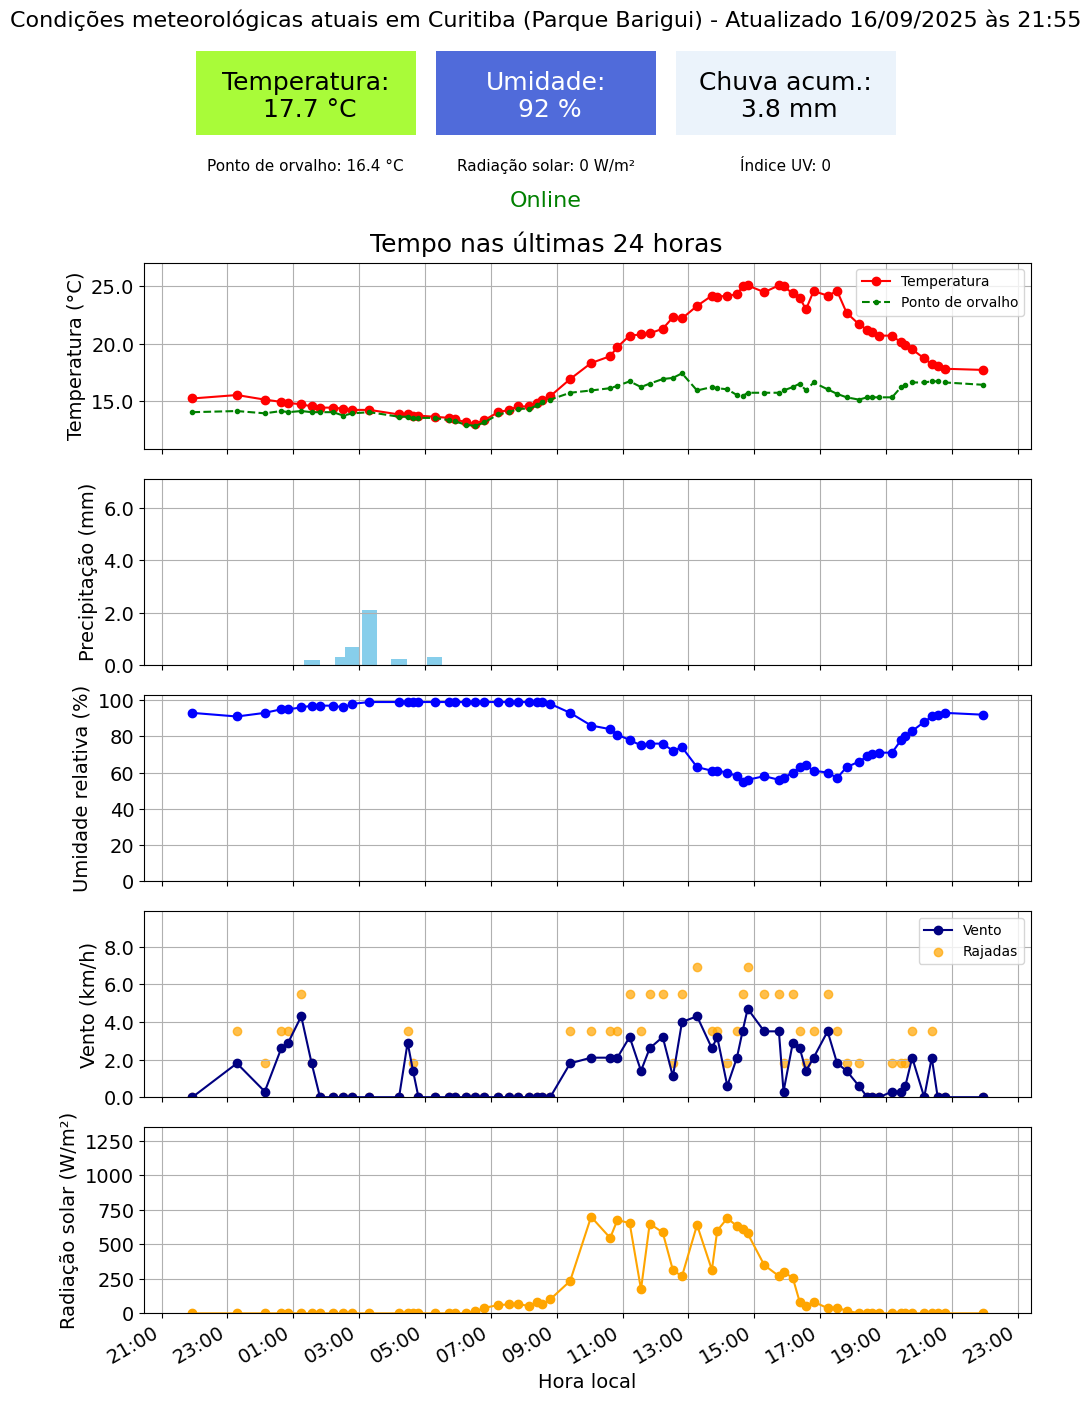 Condições meteorológicas atuais em Curitiba (Parque Barigui) - Atualizado 16/09/2025 às 21:55
Temperatura:
17.7 °C
Umidade:
92 %
Chuva acum.:
3.8 mm
Ponto de orvalho: 16.4 °C
Radiação solar: 0 W/m²
Índice UV: 0
Online
Tempo nas últimas 24 horas
Temperatura (°C)
25.0
20.0
15.0
Temperatura
Ponto de orvalho
Precipitação (mm)
6.0
4.0
2.0
0.0
Umidade relativa (%)
100
80
60
40
20
0
Vento (km/h)
8.0
6.0
4.0
2.0
0.0
Vento
Rajadas
Radiação solar (W/m²)
1250
1000
750
500
250
0
21:00
23:00
01:00
03:00
05:00
07:00
09:00
11:00
13:00
15:00
17:00
19:00
21:00
23:00
Hora local